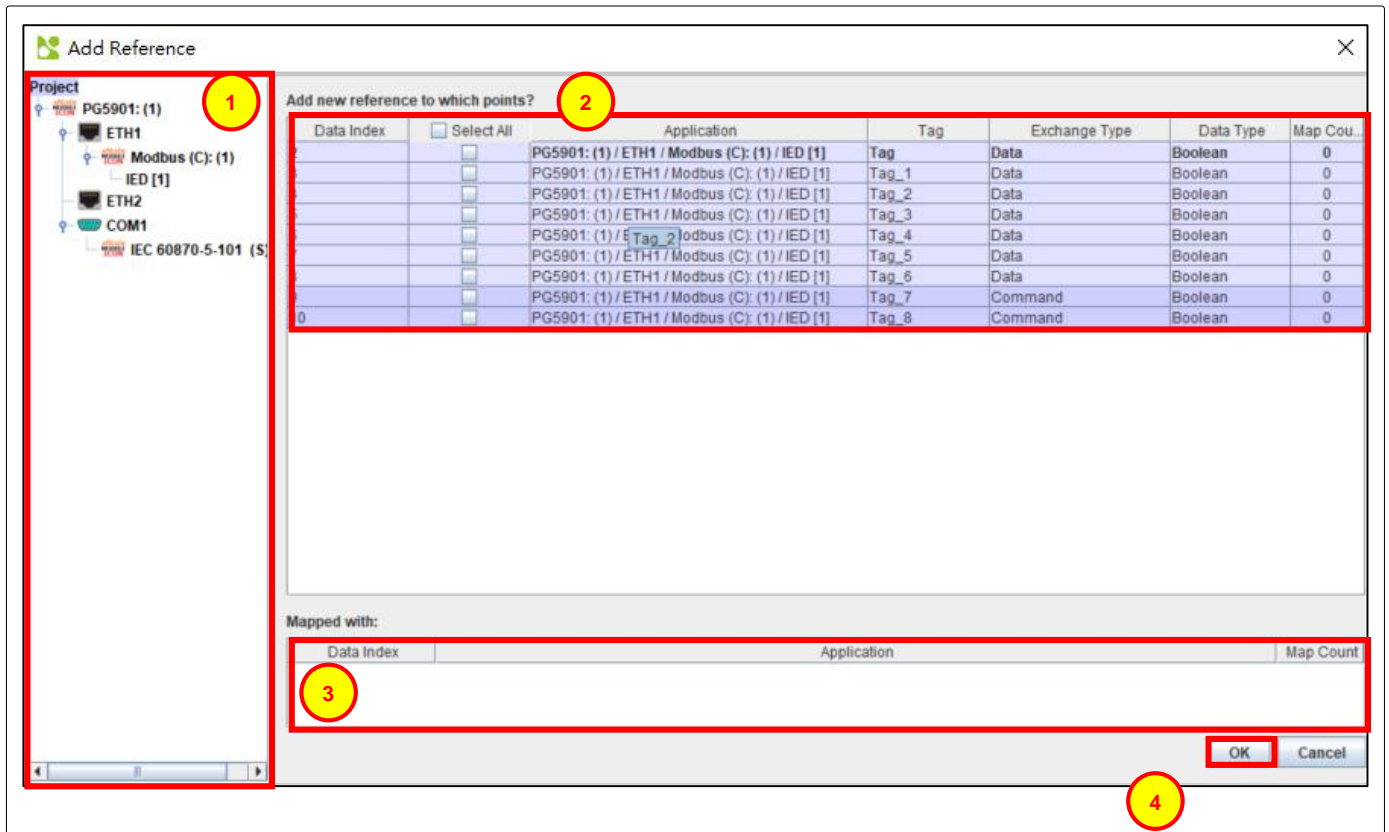 Add Reference
Project
1
PG5901: (1)
ETH1
Modbus (C): (1)
IED [1]
ETH2
COM1
IEC 60870-5-101 (S)
Add new reference to which points?
2
Data Index Select All Application Tag Exchange Type Data Type Map Cou...
PG5901: (1) / ETH1 / Modbus (C): (1) / IED [1] Tag Data Boolean 0
PG5901: (1) / ETH1 / Modbus (C): (1) / IED [1] Tag_1 Data Boolean 0
PG5901: (1) / ETH1 / Modbus (C): (1) / IED [1] Tag_2 Data Boolean 0
PG5901: (1) / ETH1 / Modbus (C): (1) / IED [1] Tag_3 Data Boolean 0
PG5901: (1) / E Tag_2 odbus (C): (1) / IED [1] Tag_4 Data Boolean 0
PG5901: (1) / ETH1 / Modbus (C): (1) / IED [1] Tag_5 Data Boolean 0
PG5901: (1) / ETH1 / Modbus (C): (1) / IED [1] Tag_6 Data Boolean 0
PG5901: (1) / ETH1 / Modbus (C): (1) / IED [1] Tag_7 Command Boolean 0
0 PG5901: (1) / ETH1 / Modbus (C): (1) / IED [1] Tag_8 Command Boolean 0
Mapped with:
Data Index Application Map Count
3
OK Cancel
4